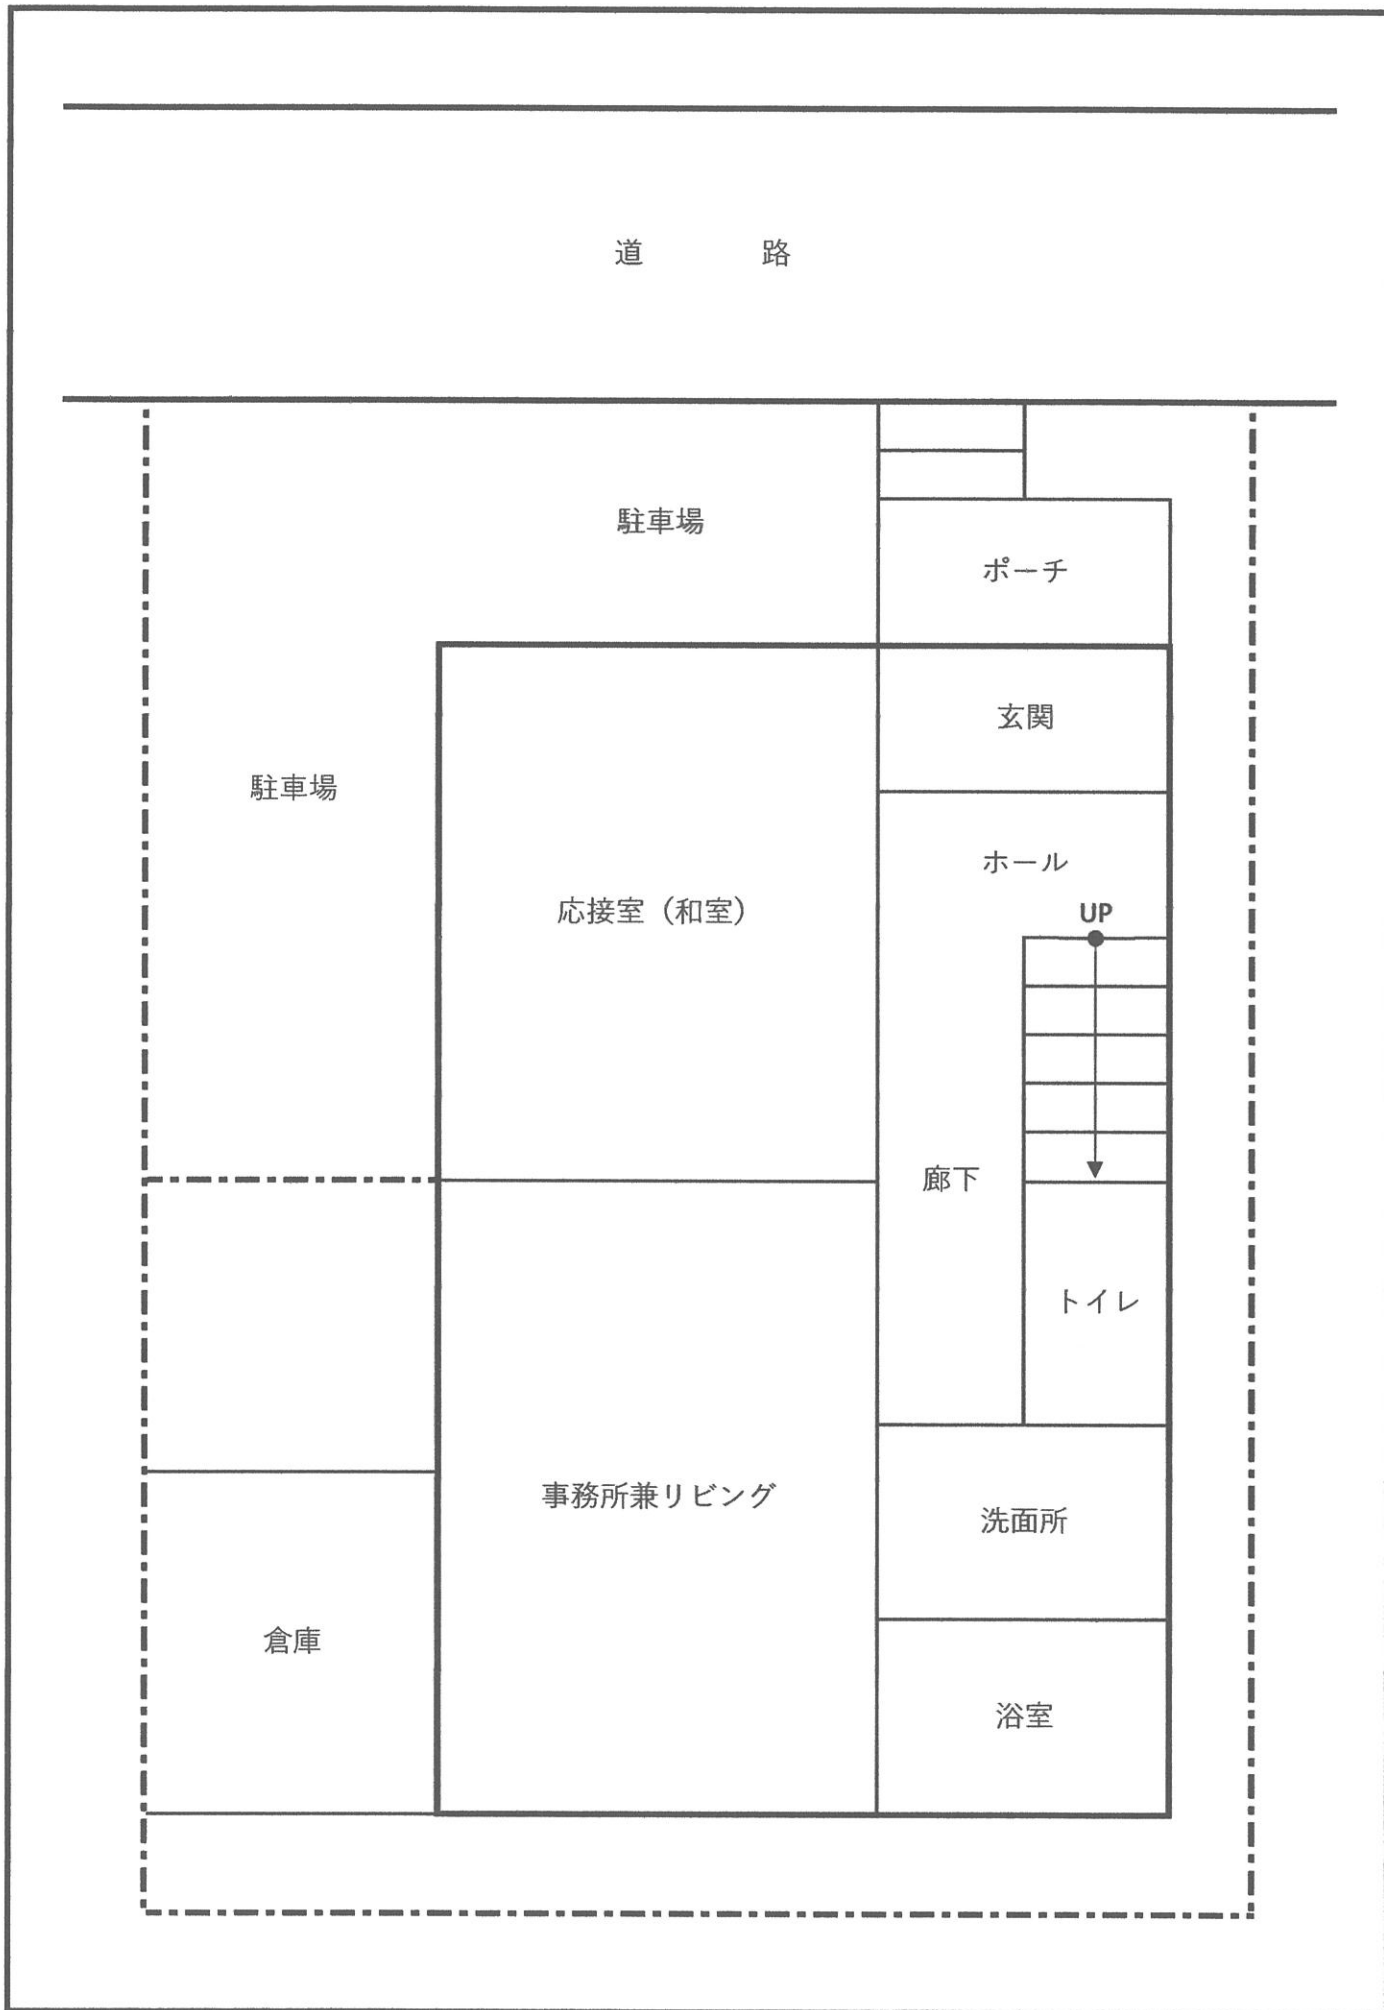 道 路
駐車場
ポーチ
玄関
駐車場
ホール
応接室（和室）
UP
廊下
トイレ
事務所兼リビング
洗面所
倉庫
浴室